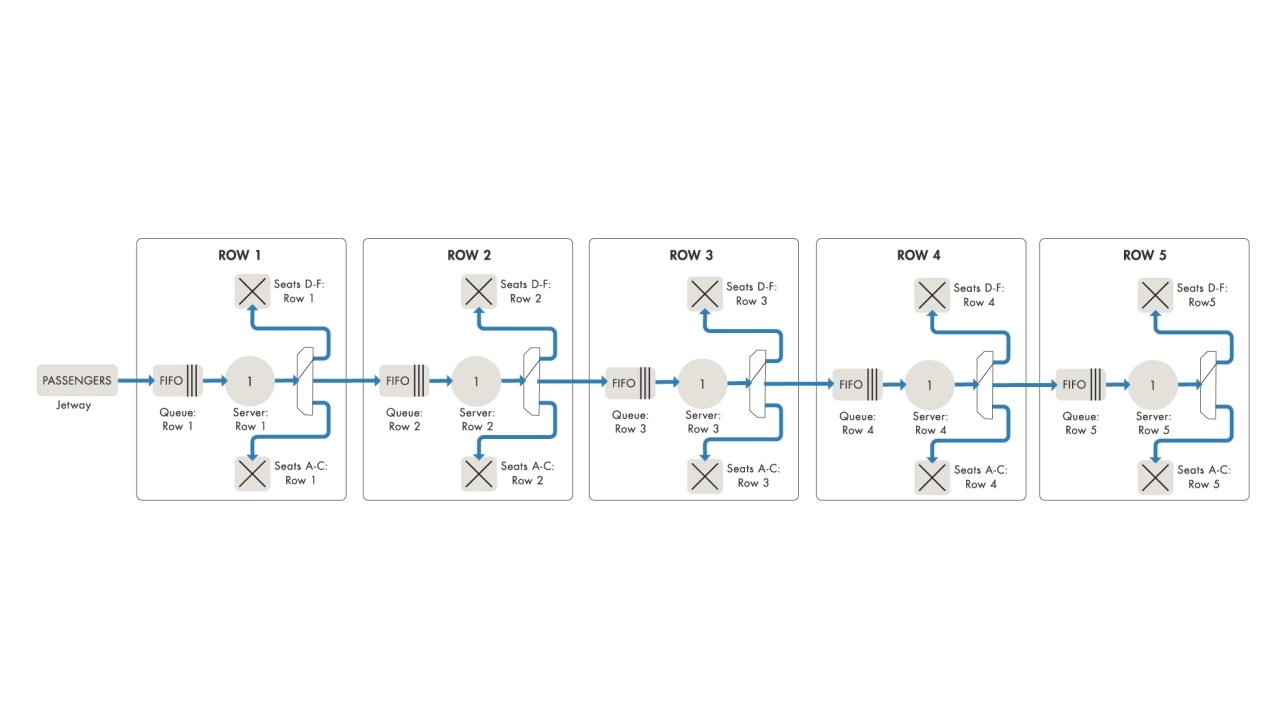 ROW 1
Seats D-F:
Row 1
PASSENGERS
Jetway
FIFO
Queue:
Row 1
1
Server:
Row 1
Seats A-C:
Row 1
ROW 2
Seats D-F:
Row 2
FIFO
Queue:
Row 2
1
Server:
Row 2
Seats A-C:
Row 2
ROW 3
Seats D-F:
Row 3
FIFO
Queue:
Row 3
1
Server:
Row 3
Seats A-C:
Row 3
ROW 4
Seats D-F:
Row 4
FIFO
Queue:
Row 4
1
Server:
Row 4
Seats A-C:
Row 4
ROW 5
Seats D-F:
Row5
FIFO
Queue:
Row 5
1
Server:
Row 5
Seats A-C:
Row 5